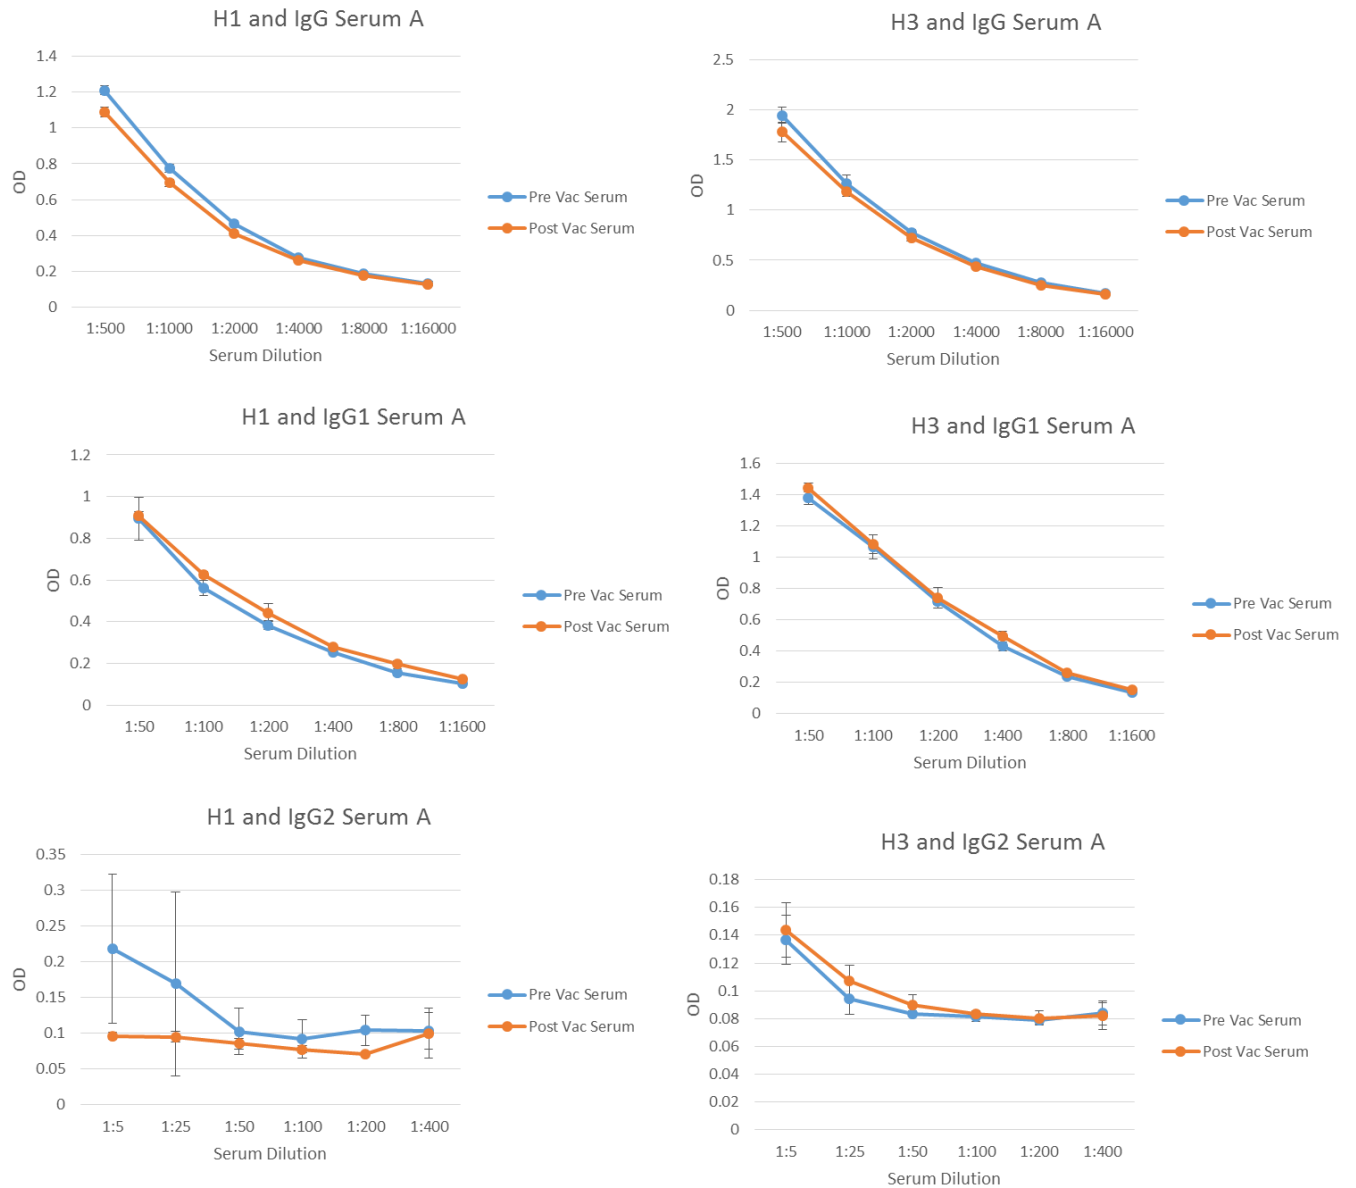 H1 and IgG Serum A
1.4
1.2
1
0.8
0.6
0.4
0.2
0
OD
1:500 1:1000 1:2000 1:4000 1:8000 1:16000
Serum Dilution
Pre Vac Serum
Post Vac Serum
H3 and IgG Serum A
2.5
2
1.5
1
0.5
0
OD
1:500 1:1000 1:2000 1:4000 1:8000 1:16000
Serum Dilution
Pre Vac Serum
Post Vac Serum
H1 and IgG1 Serum A
1.2
1
0.8
0.6
0.4
0.2
0
OD
1:50 1:100 1:200 1:400 1:800 1:1600
Serum Dilution
Pre Vac Serum
Post Vac Serum
H3 and IgG1 Serum A
1.6
1.4
1.2
1
0.8
0.6
0.4
0.2
0
OD
1:50 1:100 1:200 1:400 1:800 1:1600
Serum Dilution
Pre Vac Serum
Post Vac Serum
H1 and IgG2 Serum A
0.35
0.3
0.25
0.2
0.15
0.1
0.05
0
OD
1:5 1:25 1:50 1:100 1:200 1:400
Serum Dilution
Pre Vac Serum
Post Vac Serum
H3 and IgG2 Serum A
0.18
0.16
0.14
0.12
0.1
0.08
0.06
0.04
0.02
0
OD
1:5 1:25 1:50 1:100 1:200 1:400
Serum Dilution
Pre Vac Serum
Post Vac Serum